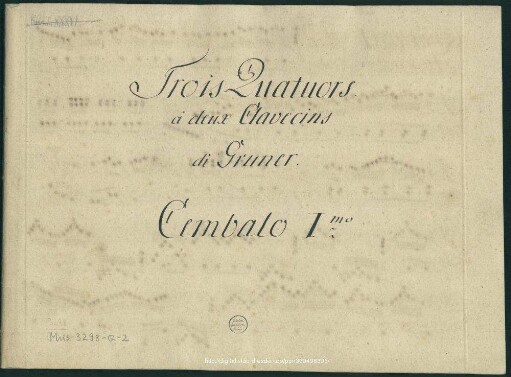 Trois Quatuors.
à deux Clavecins
di Gruner.
Cembalo I.mo
Mus. 3298-Q-2